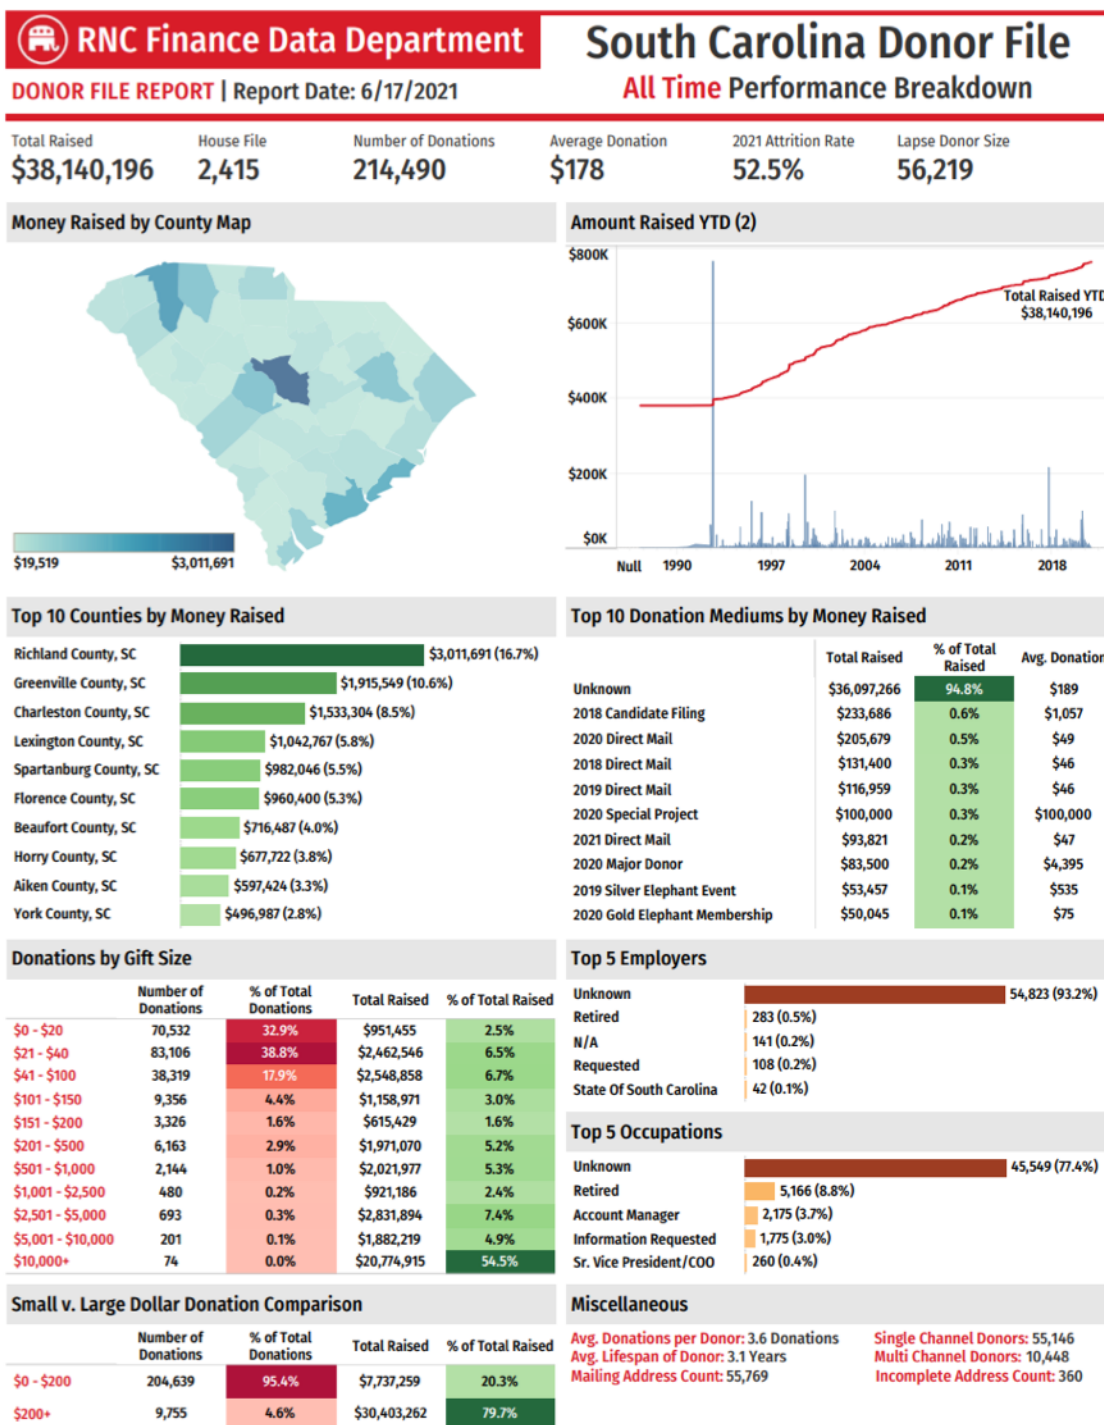 RNC Finance Data Department
South Carolina Donor File
DONOR FILE REPORT | Report Date: 6/17/2021
All Time Performance Breakdown
Total Raised House File Number of Donations Average Donation 2021 Attrition Rate Lapse Donor Size
$38,140,196 2,415 214,490 $178 52.5% 56,219
Money Raised by County Map
$19,519 $3,011,691
Amount Raised YTD (2)
$800K
$600K
$400K
$200K
$0K
Total Raised YTD
$38,140,196
Null 1990 1997 2004 2011 2018
Top 10 Counties by Money Raised
Richland County, SC $3,011,691 (16.7%)
Greenville County, SC $1,915,549 (10.6%)
Charleston County, SC $1,533,304 (8.5%)
Lexington County, SC $1,042,767 (5.8%)
Spartanburg County, SC $982,046 (5.5%)
Florence County, SC $960,400 (5.3%)
Beaufort County, SC $716,487 (4.0%)
Horry County, SC $677,722 (3.8%)
Aiken County, SC $597,424 (3.3%)
York County, SC $496,987 (2.8%)
Top 10 Donation Mediums by Money Raised
Total Raised % of Total Raised Avg. Donation
Unknown $36,097,266 94.8% $189
2018 Candidate Filing $233,686 0.6% $1,057
2020 Direct Mail $205,679 0.5% $49
2018 Direct Mail $131,400 0.3% $46
2019 Direct Mail $116,959 0.3% $46
2020 Special Project $100,000 0.3% $100,000
2021 Direct Mail $93,821 0.2% $47
2020 Major Donor $83,500 0.2% $4,395
2019 Silver Elephant Event $53,457 0.1% $535
2020 Gold Elephant Membership $50,045 0.1% $75
Donations by Gift Size
Number of Donations % of Total Donations Total Raised % of Total Raised
$0 - $20 70,532 32.9% $951,455 2.5%
$21 - $40 83,106 38.8% $2,462,546 6.5%
$41 - $100 38,319 17.9% $2,548,858 6.7%
$101 - $150 9,356 4.4% $1,158,971 3.0%
$151 - $200 3,326 1.6% $615,429 1.6%
$201 - $500 6,163 2.9% $1,971,070 5.2%
$501 - $1,000 2,144 1.0% $2,021,977 5.3%
$1,001 - $2,500 480 0.2% $921,186 2.4%
$2,501 - $5,000 693 0.3% $2,831,894 7.4%
$5,001 - $10,000 201 0.1% $1,882,219 4.9%
$10,000+ 74 0.0% $20,774,915 54.5%
Top 5 Employers
Unknown 54,823 (93.2%)
Retired 283 (0.5%)
N/A 141 (0.2%)
Requested 108 (0.2%)
State Of South Carolina 42 (0.1%)
Top 5 Occupations
Unknown 45,549 (77.4%)
Retired 5,166 (8.8%)
Account Manager 2,175 (3.7%)
Information Requested 1,775 (3.0%)
Sr. Vice President/COO 260 (0.4%)
Small v. Large Dollar Donation Comparison
Number of Donations % of Total Donations Total Raised % of Total Raised
$0 - $200 204,639 95.4% $7,737,259 20.3%
$200+ 9,755 4.6% $30,403,262 79.7%
Miscellaneous
Avg. Donations per Donor: 3.6 Donations Single Channel Donors: 55,146
Avg. Lifespan of Donor: 3.1 Years Multi Channel Donors: 10,448
Mailing Address Count: 55,769 Incomplete Address Count: 360